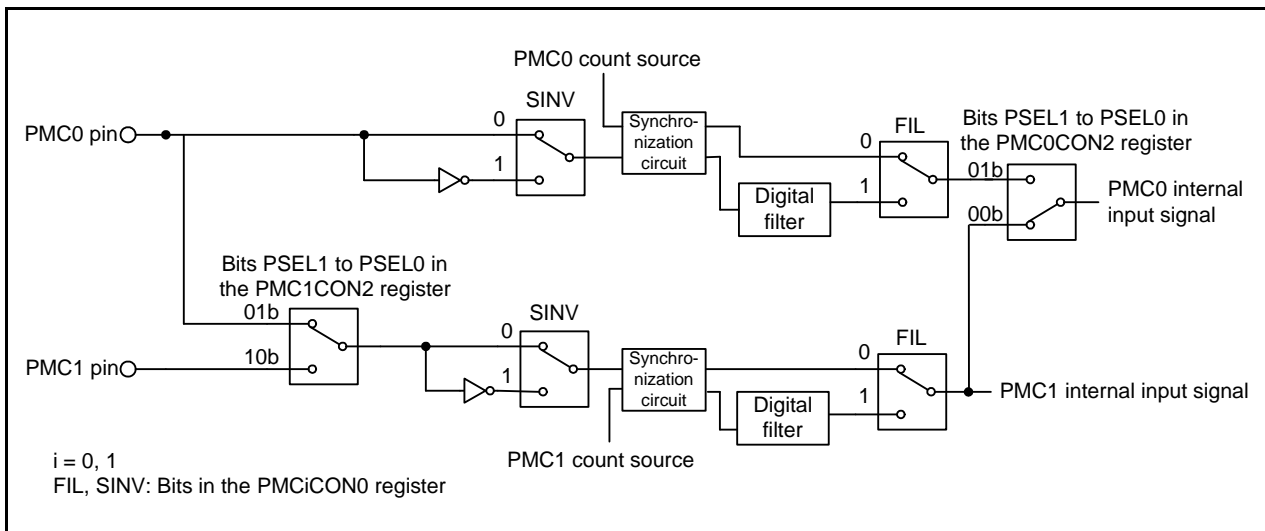 PMC0 count source
SINV
0
PMC0 pin
1
Synchro-
nization
circuit
Digital
filter
FIL
0
1
Bits PSEL1 to PSEL0 in
the PMC0CON2 register
01b
00b
PMC0 internal
input signal
Bits PSEL1 to PSEL0 in
the PMC1CON2 register
01b
10b
PMC1 pin
SINV
0
1
Synchro-
nization
circuit
Digital
filter
PMC1 count source
FIL
0
1
PMC1 internal input signal
i = 0, 1
FIL, SINV: Bits in the PMCiCON0 register